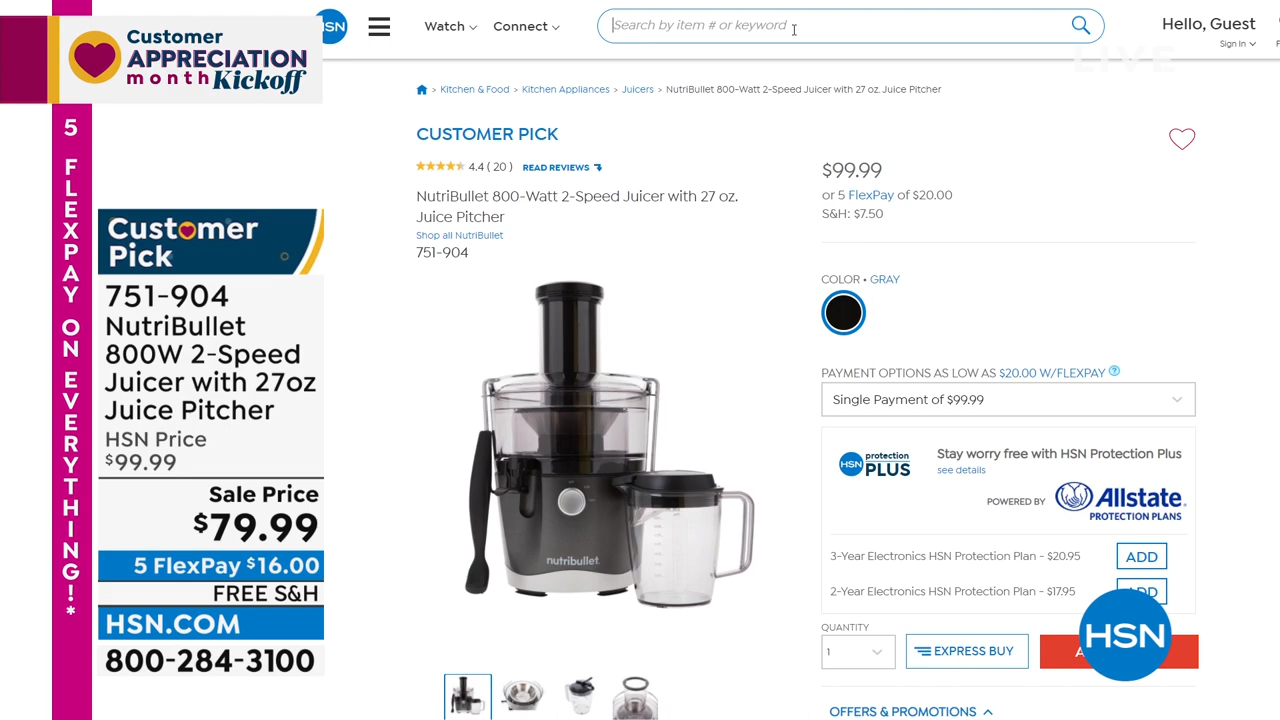 Customer
APPRECIATION
month Kickoff
5 FLEXPAY ON EVERYTHING!*
Customer
Pick
751-904
NutriBullet
800W 2-Speed
Juicer with 27oz
Juice Pitcher
HSN Price
$99.99
Sale Price
$79.99
5 FlexPay $16.00
FREE S&H
HSN.COM
800-284-3100
HSN
Watch
Connect
Search by item # or keyword
Hello, Guest
Sign In
LIVE
> Kitchen & Food > Kitchen Appliances > Juicers > NutriBullet 800-Watt 2-Speed Juicer with 27 oz. Juice Pitcher
CUSTOMER PICK
4.4 ( 20 ) READ REVIEWS
NutriBullet 800-Watt 2-Speed Juicer with 27 oz.
Juice Pitcher
Shop all NutriBullet
751-904
nutribullet.
$99.99
or 5 FlexPay of $20.00
S&H: $7.50
COLOR • GRAY
PAYMENT OPTIONS AS LOW AS $20.00 W/FLEXPAY ?
Single Payment of $99.99
HSN protection PLUS
Stay worry free with HSN Protection Plus
see details
POWERED BY Allstate.
PROTECTION PLANS
3-Year Electronics HSN Protection Plan - $20.95 ADD
2-Year Electronics HSN Protection Plan - $17.95 ADD
QUANTITY
1
EXPRESS BUY
HSN
OFFERS & PROMOTIONS